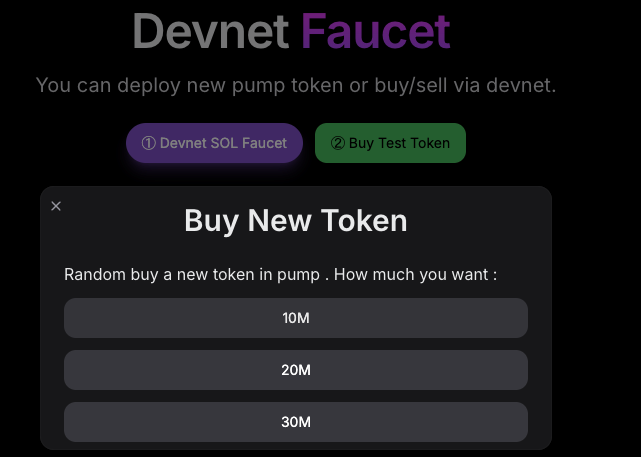 Devnet Faucet
You can deploy new pump token or buy/sell via devnet.
① Devnet SOL Faucet
② Buy Test Token
×
Buy New Token
Random buy a new token in pump . How much you want :
10M
20M
30M